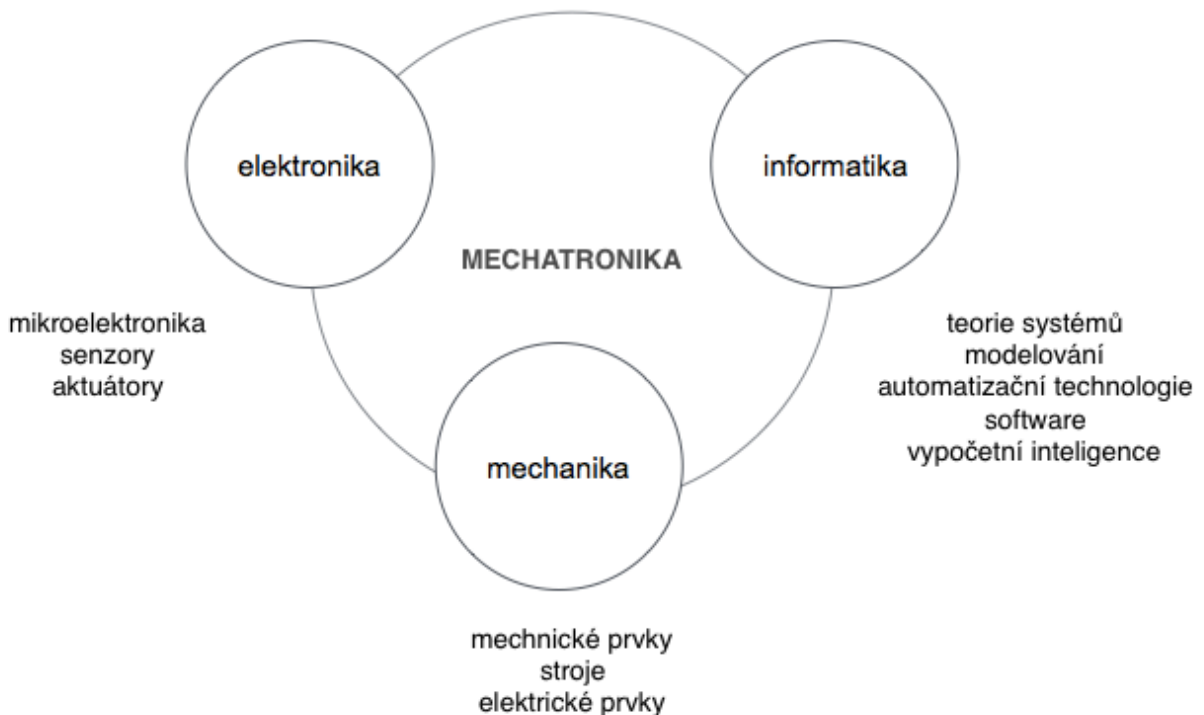 elektronika
informatika
MECHATRONIKA
mikroelektronika
senzory
aktuátory
teorie systémů
modelování
automatizační technologie
software
vypočetní inteligence
mechanika
mechnické prvky
stroje
elektrické prvky